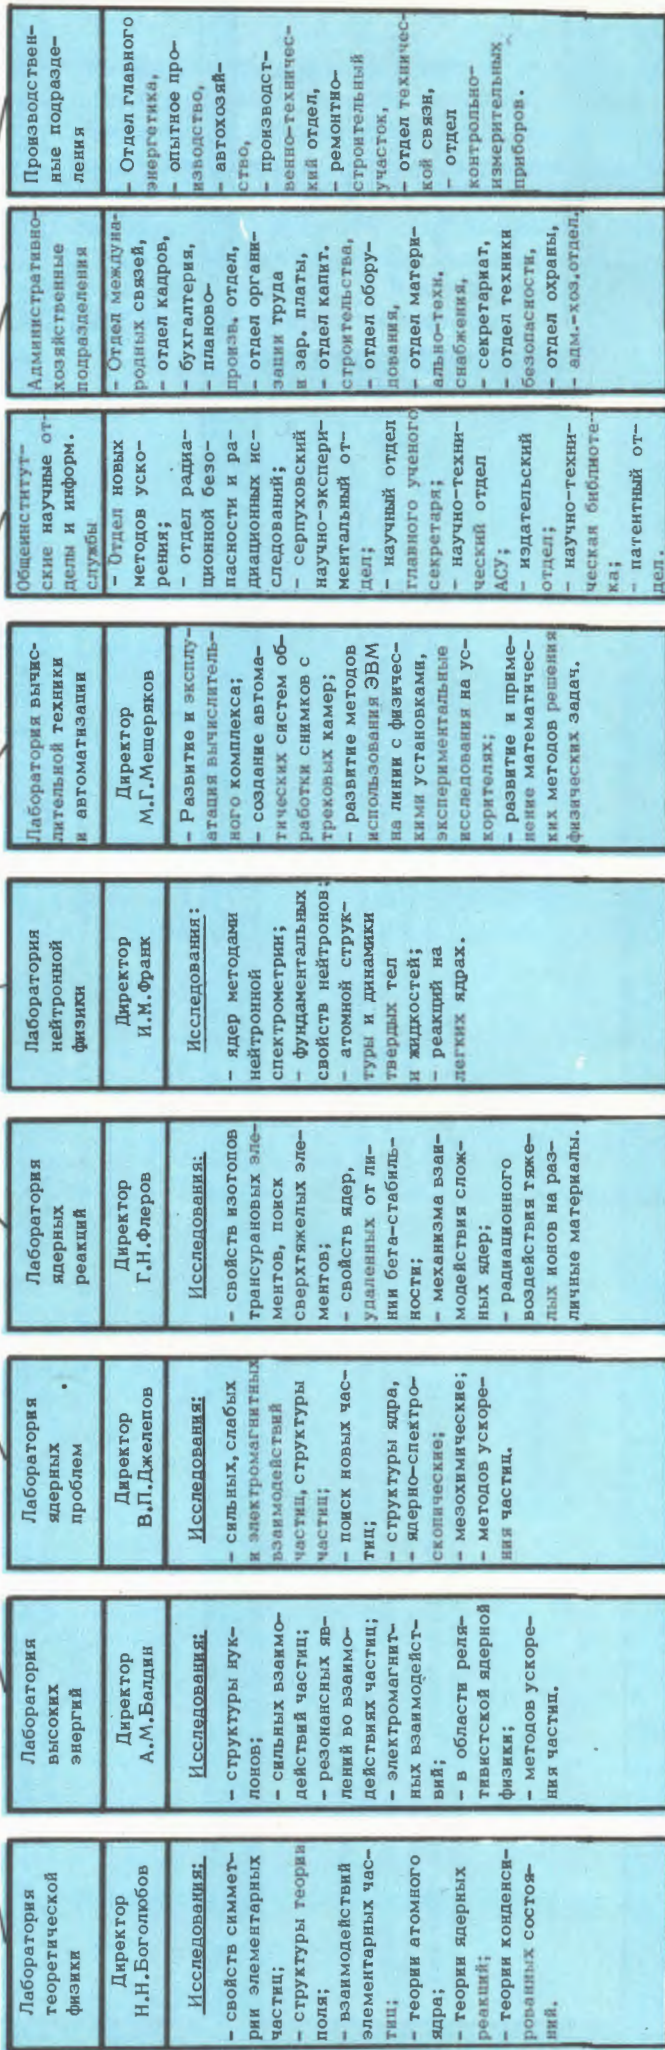 Лаборатория
теоретической
физики
Директор
Н.Н.Боголюбов
Исследования:
- свойств симмет-
рии элементарных
частиц;
- структуры теории
поля;
- взаимодействий
элементарных час-
тиц;
- теории атомного
ядра;
- теории ядерных
реакций;
- теории конденси-
рованных состоя-
ний.
Лаборатория
высоких
энергий
Директор
А.М.Балдин
Исследования:
- структуры нук-
лонов;
- сильных взаимо-
действий частиц;
- резонансных яв-
лений во взаимо-
действиях частиц;
- электромагнит-
ных взаимодейст-
вий;
- в области реля-
тивистской ядерной
физики;
- методов ускоре-
ния частиц.
Лаборатория
ядерных
проблем
Директор
В.П.Джелепов
Исследования:
- сильных, слабых
и электромагнитных
взаимодействий
частиц, структуры
частиц;
- поиск новых час-
тиц;
- структуры ядра,
- ядерно-спектро-
скопические;
- мезохимические;
- методов ускоре-
ния частиц.
Лаборатория
ядерных
реакций
Директор
Г.Н.Флеров
Исследования:
- свойств изотопов
трансурановых эле-
ментов, поиск
сверхтяжелых эле-
ментов;
- свойств ядер,
удаленных от ли-
нии бета-стабиль-
ности;
- механизма взаи-
модействия слож-
ных ядер;
- радиационного
воздействия тяже-
лых ионов на раз-
личные материалы.
Лаборатория
нейтронной
физики
Директор
И.М.Франк
Исследования:
- ядер методами
нейтронной
спектрометрии;
- фундаментальных
свойств нейтронов;
- атомной струк-
туры и динамики
твердых тел
и жидкостей;
- реакций на
легких ядрах.
Лаборатория вычис-
лительной техники
и автоматизации
Директор
М.Г.Мещеряков
- Развитие и эксплу-
атация вычислитель-
ного комплекса;
- создание автома-
тических систем об-
работки снимков с
трековых камер;
- развитие методов
использования ЭВМ
на линии с физичес-
кими установками,
экспериментальные
исследования на ус-
корителях;
- развитие и приме-
нение математичес-
ких методов решения
физических задач.
Общеинститут-
ские научные от-
делы и информ.
службы
- Отдел новых
методов уско-
рения;
- отдел радиа-
ционной безо-
пасности и ра-
диационных ис-
следований;
- серпуховский
научно-экспери-
ментальный от-
дел;
- научный отдел
главного ученого
секретаря;
- научно-техни-
ческий отдел
АСУ;
- издательский
отдел;
- научно-техни-
ческая библиоте-
ка;
- патентный от-
дел.
Административно-
хозяйственные
подразделения
- Отдел междуна-
родных связей,
- отдел кадров,
- бухгалтерия,
- планово-
произв. отдел,
- отдел органи-
зации труда
и зар. платы,
- отдел капит.
строительства,
- отдел обору-
дования,
- отдел матери-
ально-техн.
снабжения,
- секретариат,
- отдел техники
безопасности,
- отдел охраны,
- адм.-хоз.отдел.
Производствен-
ные подразде-
ления
- Отдел главного
энергетика,
- опытное про-
изводство,
- автохозяй-
ство,
- производст-
венно-техничес-
кий отдел,
- ремонтно-
строительный
участок,
- отдел техничес-
кой связи,
- отдел
контрольно-
измерительных
приборов.